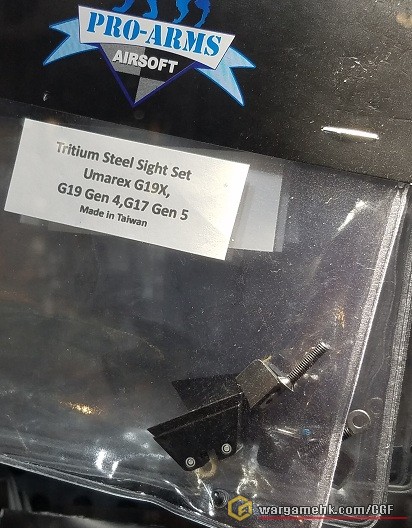 PRO-ARMS
AIRSOFT
Tritium Steel Sight Set
Umarex G19X,
G19 Gen 4,G17 Gen 5
Made in Taiwan
wargamehk.com/CGF